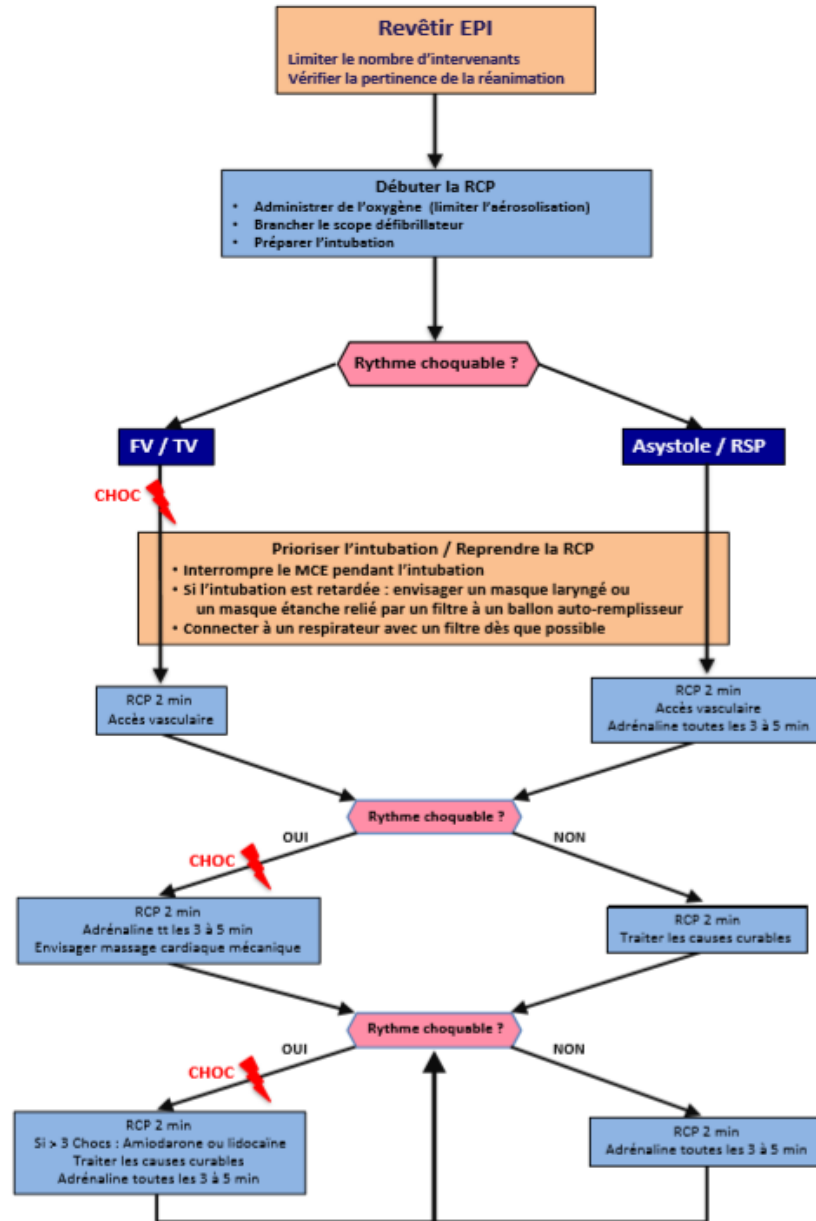 Revêtir EPI
Limiter le nombre d'intervenants
Vérifier la pertinence de la réanimation
Débuter la RCP
• Administrer de l'oxygène (limiter l'aérosolisation)
• Brancher le scope défibrillateur
• Préparer l'intubation
Rythme choquable ?
FV / TV
Asystole / RSP
CHOC
Prioriser l'intubation / Reprendre la RCP
• Interrompre le MCE pendant l'intubation
• Si l'intubation est retardée : envisager un masque laryngé ou
un masque étanche relié par un filtre à un ballon auto-remplisseur
• Connecter à un respirateur avec un filtre dès que possible
RCP 2 min
Accès vasculaire
RCP 2 min
Accès vasculaire
Adrénaline toutes les 3 à 5 min
Rythme choquable ?
OUI
NON
CHOC
RCP 2 min
Adrénaline tt les 3 à 5 min
Envisager massage cardiaque mécanique
RCP 2 min
Traiter les causes curables
Rythme choquable ?
OUI
NON
CHOC
RCP 2 min
Si > 3 Chocs : Amiodarone ou lidocaïne
Traiter les causes curables
Adrénaline toutes les 3 à 5 min
RCP 2 min
Adrénaline toutes les 3 à 5 min